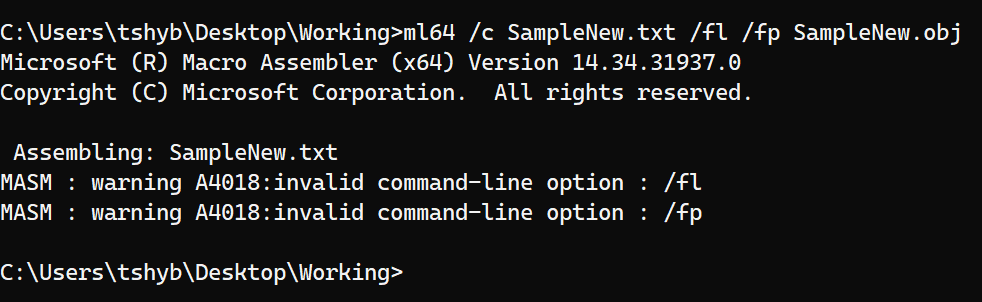 C:\Users\tshyb\Desktop\Working>ml64 /c SampleNew.txt /fl /fp SampleNew.obj
Microsoft (R) Macro Assembler (x64) Version 14.34.31937.0
Copyright (C) Microsoft Corporation.  All rights reserved.
 Assembling: SampleNew.txt
MASM : warning A4018:invalid command-line option : /fl
MASM : warning A4018:invalid command-line option : /fp
C:\Users\tshyb\Desktop\Working>